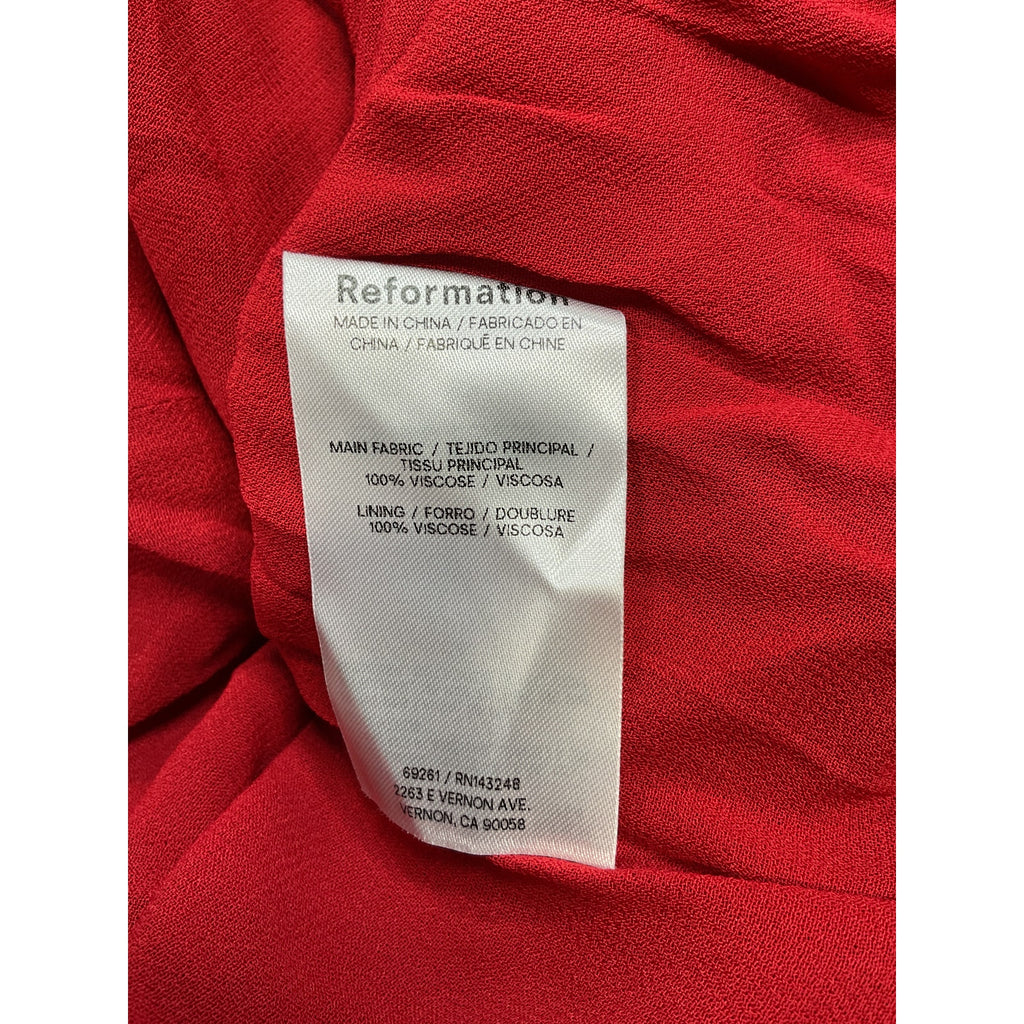 Reformation
MADE IN CHINA / FABRICADO EN
CHINA / FABRIQUÉ EN CHINE
MAIN FABRIC / TEJIDO PRINCIPAL /
TISSU PRINCIPAL
100% VISCOSE / VISCOSA
LINING / FORRO / DOUBLURE
100% VISCOSE / VISCOSA
69261 / RN143248
2263 E VERNON AVE.
VERNON, CA 90058